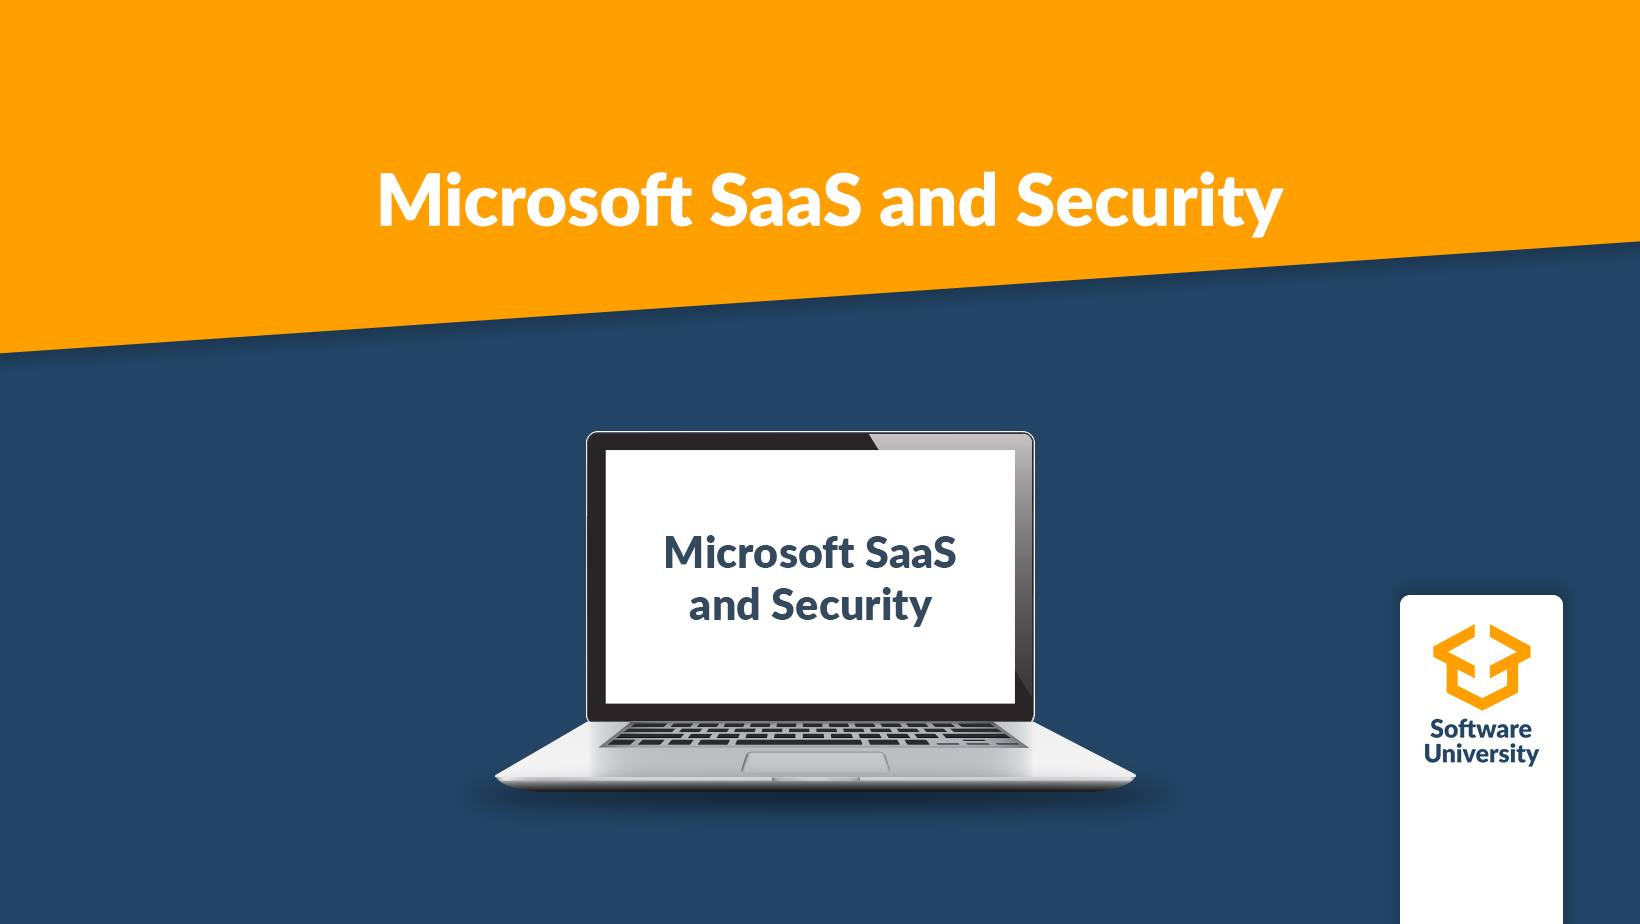 Microsoft SaaS and Security
Microsoft SaaS
and Security
Software
University